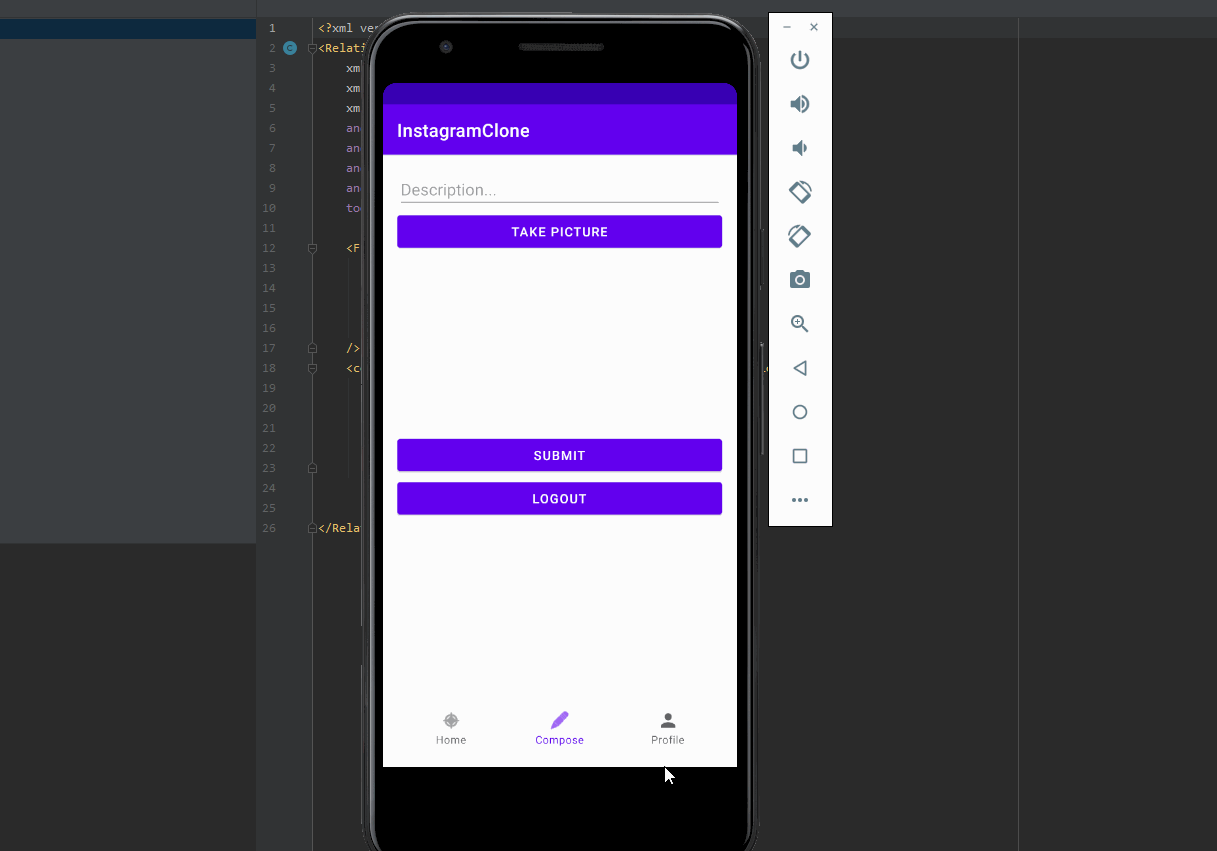 1 <?xml ver
2 <Relati
3 xm
4 xm
5 xm
6 an
7 an
8 an
9 an
10 to
11
12 <F
13
14
15
16
17 />
18 <c
19
20
21
22
23
24
25
26 </Rela
C
InstagramClone
Description...
TAKE PICTURE
SUBMIT
LOGOUT
Home Compose Profile